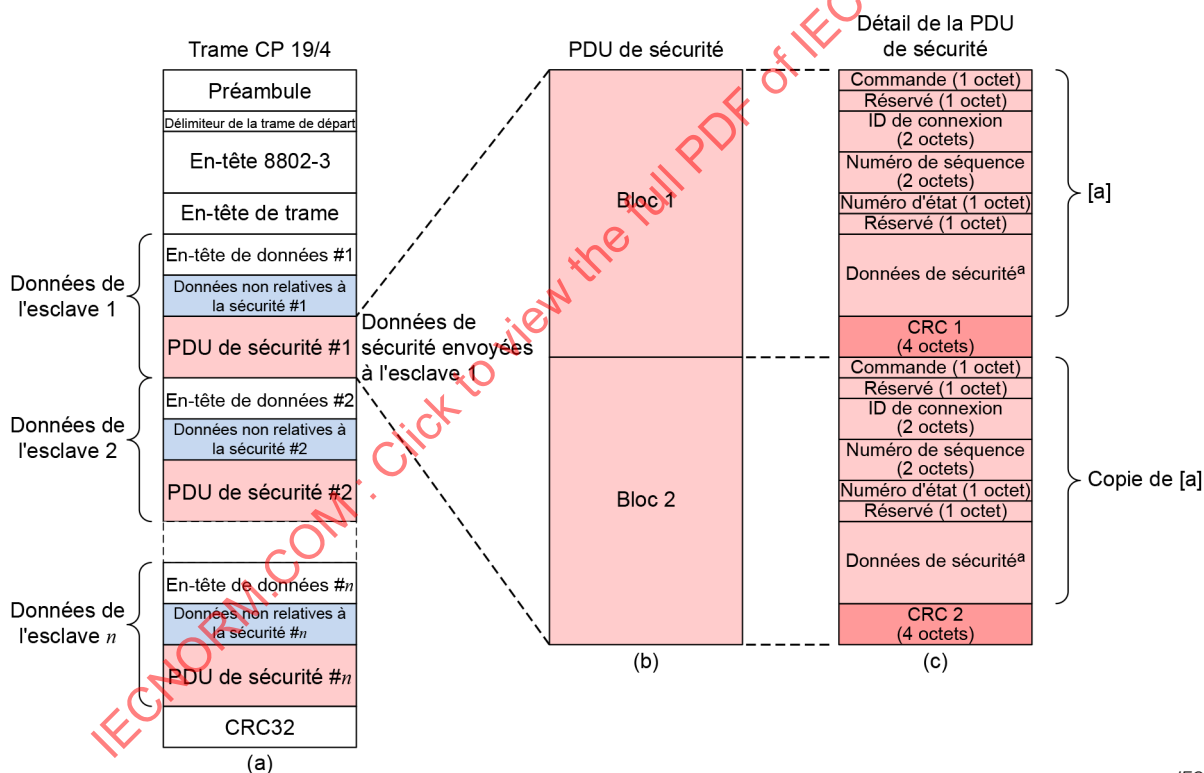 Trame CP 19/4
Préambule
Délimiteur de la trame de départ
En-tête 8802-3
En-tête de trame
En-tête de données #1
Données non relatives à
la sécurité #1
PDU de sécurité #1
En-tête de données #2
Données non relatives à
la sécurité #2
PDU de sécurité #2
En-tête de données #n
Données non relatives à
la sécurité #n
PDU de sécurité #n
CRC32
(a)
Données de
l'esclave 1
Données de
l'esclave 2
Données de
l'esclave n
Données de
sécurité envoyées
à l'esclave 1
PDU de sécurité
Bloc 1
Bloc 2
(b)
Détail de la PDU
de sécurité
Commande (1 octet)
Réservé (1 octet)
ID de connexion
(2 octets)
Numéro de séquence
(2 octets)
Numéro d'état (1 octet)
Réservé (1 octet)
Données de sécuritéa
CRC 1
(4 octets)
Commande (1 octet)
Réservé (1 octet)
ID de connexion
(2 octets)
Numéro de séquence
(2 octets)
Numéro d'état (1 octet)
Réservé (1 octet)
Données de sécuritéa
CRC 2
(4 octets)
(c)
[a]
Copie de [a]
IECNORM.COM : Click to view the full PDF of IEC